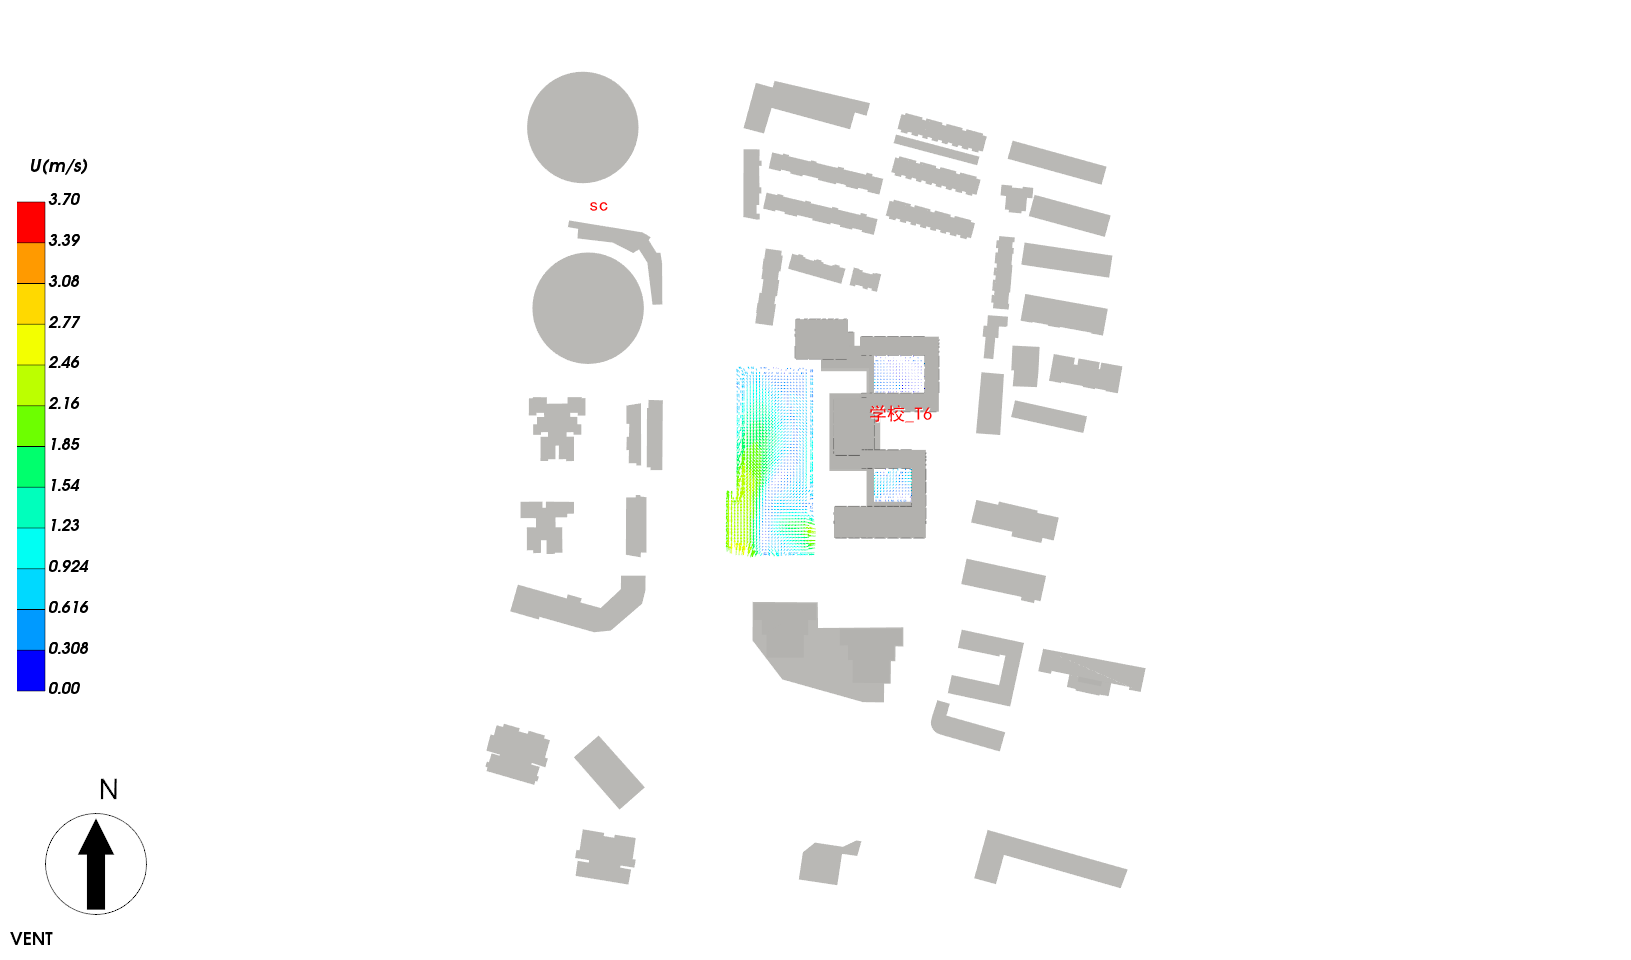 U(m/s)
3.70
3.39
3.08
2.77
2.46
2.16
1.85
1.54
1.23
0.924
0.616
0.308
0.00
sc
学校_T6
N
VENT